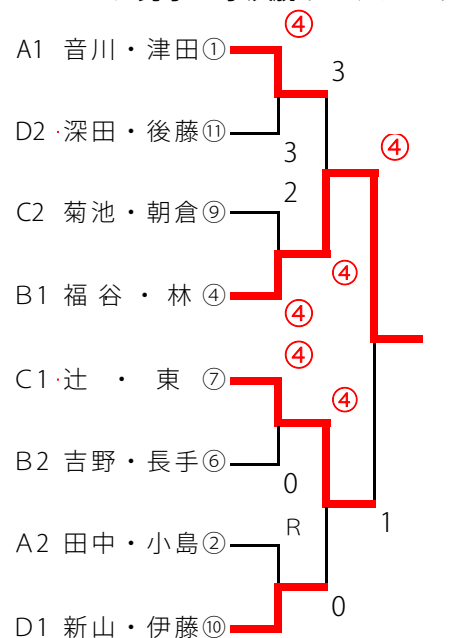 ④
A1 音川・津田①
3
D2・深田・後藤⑪
3
④
2
C2 菊池・朝倉⑨
④
B1 福谷・林④
④
④
C1・辻・東⑦
④
B2 吉野・長手⑥
0
R
1
A2 田中・小島②
0
D1 新山・伊藤⑩